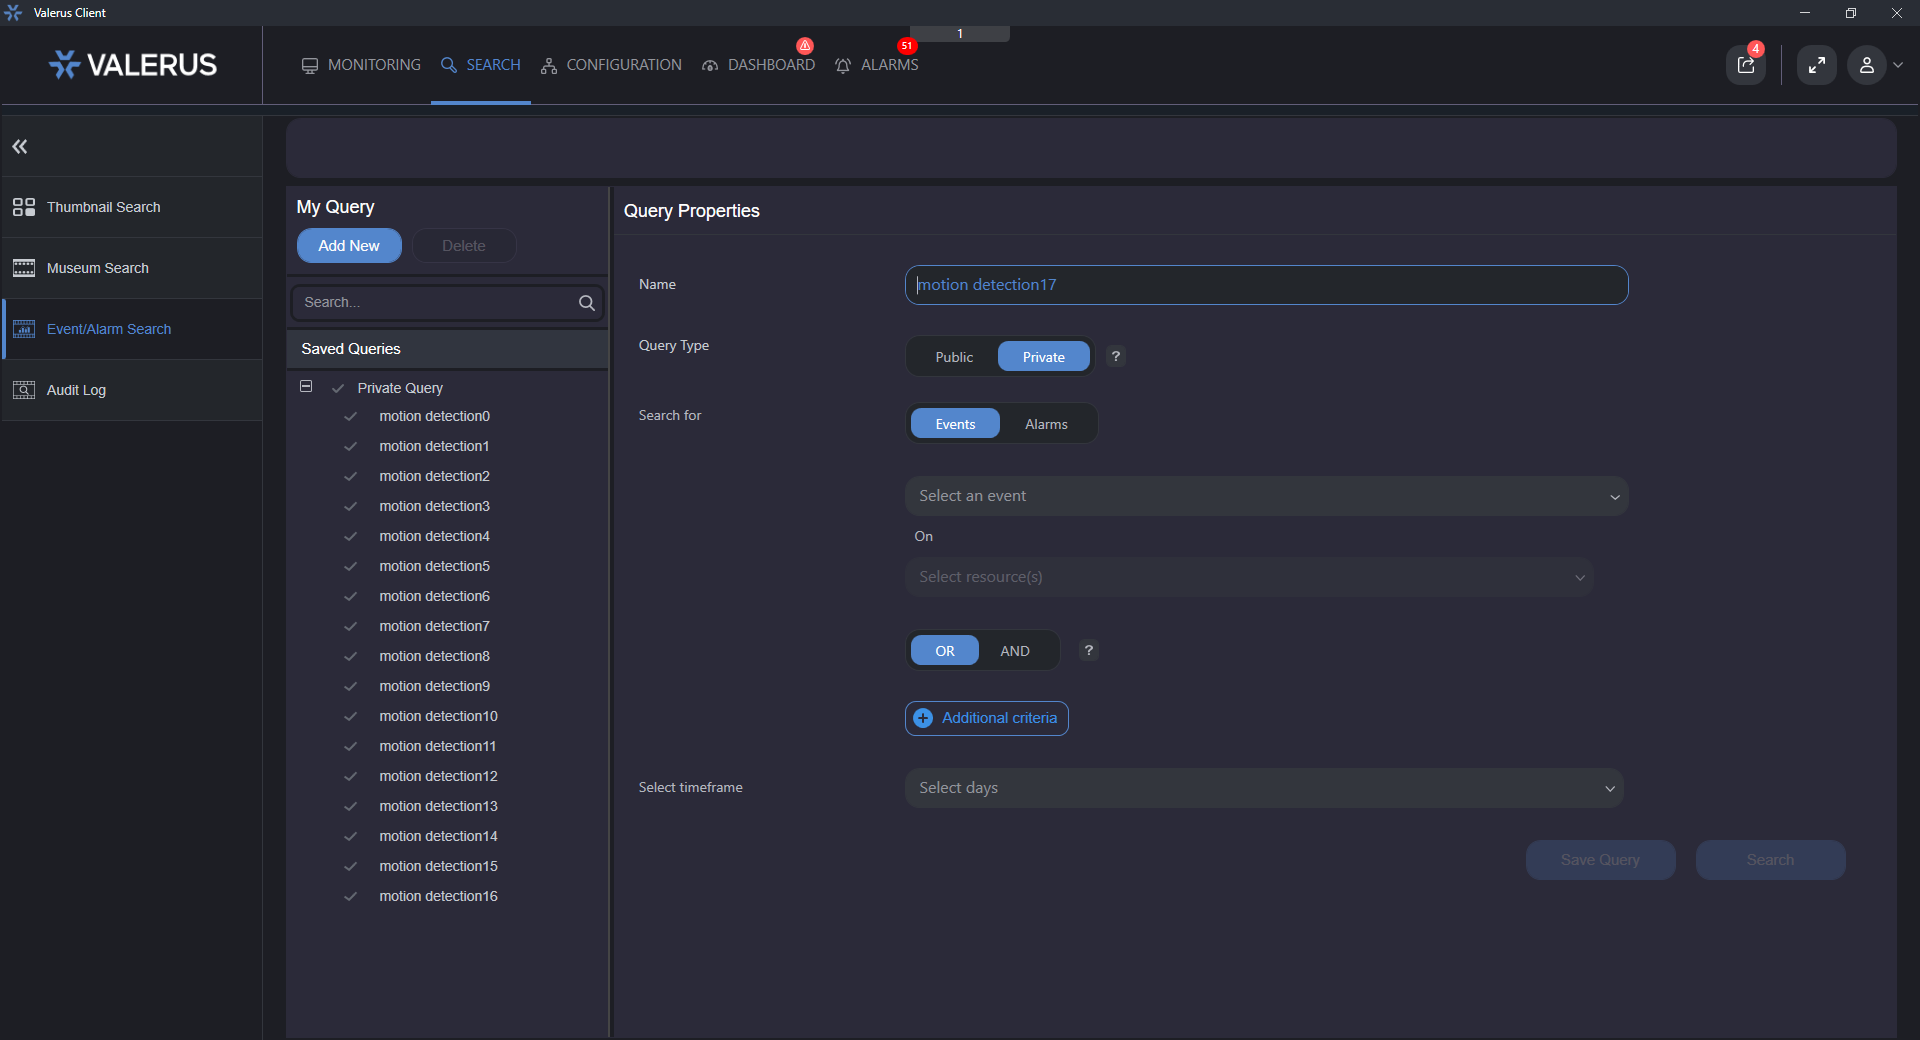 Valerus Client
1
VALERUS
MONITORING
SEARCH
CONFIGURATION
DASHBOARD
51
ALARMS
4
Thumbnail Search
Museum Search
Event/Alarm Search
Audit Log
My Query
Add New
Delete
Search...
Saved Queries
Private Query
motion detection0
motion detection1
motion detection2
motion detection3
motion detection4
motion detection5
motion detection6
motion detection7
motion detection8
motion detection9
motion detection10
motion detection11
motion detection12
motion detection13
motion detection14
motion detection15
motion detection16
Query Properties
Name
motion detection17
Query Type
Public
Private
?
Search for
Events
Alarms
Select an event
On
Select resource(s)
OR
AND
?
Additional criteria
Select timeframe
Select days
Save Query
Search